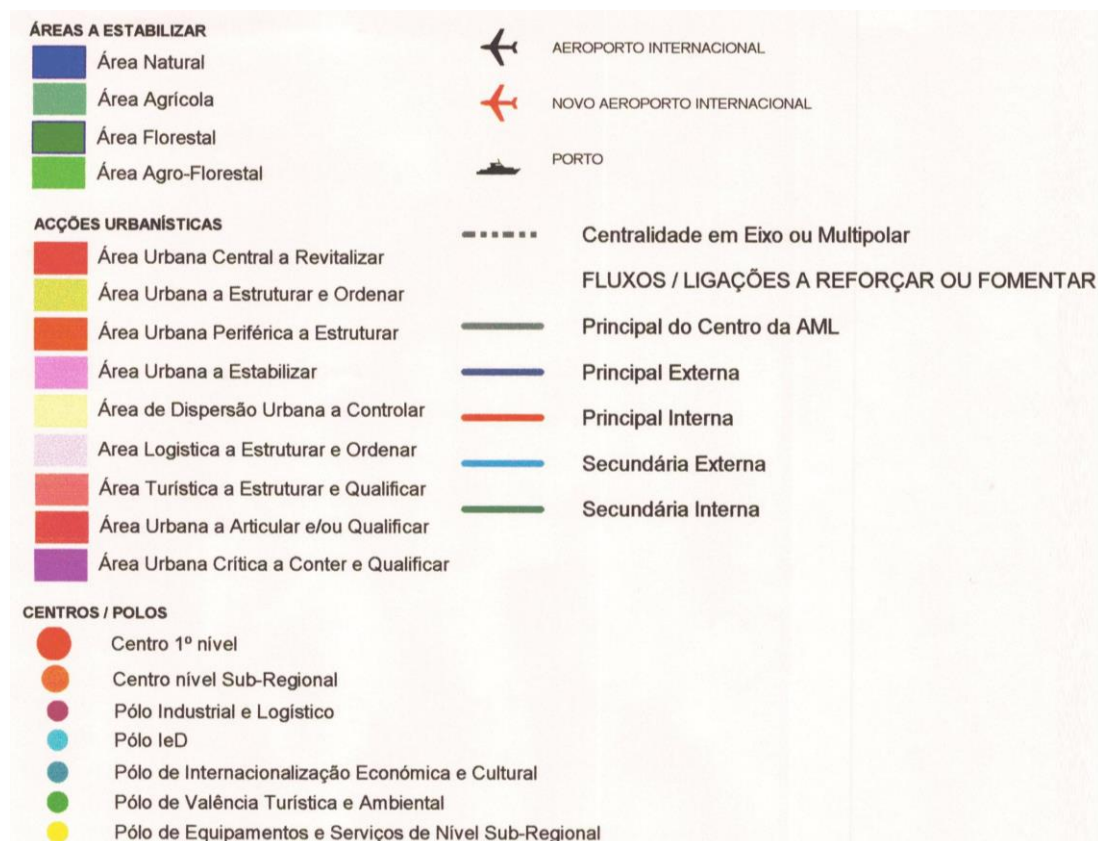 ÁREAS A ESTABILIZAR
Área Natural
Área Agrícola
Área Florestal
Área Agro-Florestal
ACÇÕES URBANÍSTICAS
Área Urbana Central a Revitalizar
Área Urbana a Estruturar e Ordenar
Área Urbana Periférica a Estruturar
Área Urbana a Estabilizar
Área de Dispersão Urbana a Controlar
Area Logistica a Estruturar e Ordenar
Área Turística a Estruturar e Qualificar
Área Urbana a Articular e/ou Qualificar
Área Urbana Crítica a Conter e Qualificar
CENTROS / POLOS
Centro 1º nível
Centro nível Sub-Regional
Pólo Industrial e Logístico
Pólo IeD
Pólo de Internacionalização Económica e Cultural
Pólo de Valência Turística e Ambiental
Pólo de Equipamentos e Serviços de Nível Sub-Regional
AEROPORTO INTERNACIONAL
NOVO AEROPORTO INTERNACIONAL
PORTO
Centralidade em Eixo ou Multipolar
FLUXOS / LIGAÇÕES A REFORÇAR OU FOMENTAR
Principal do Centro da AML
Principal Externa
Principal Interna
Secundária Externa
Secundária Interna